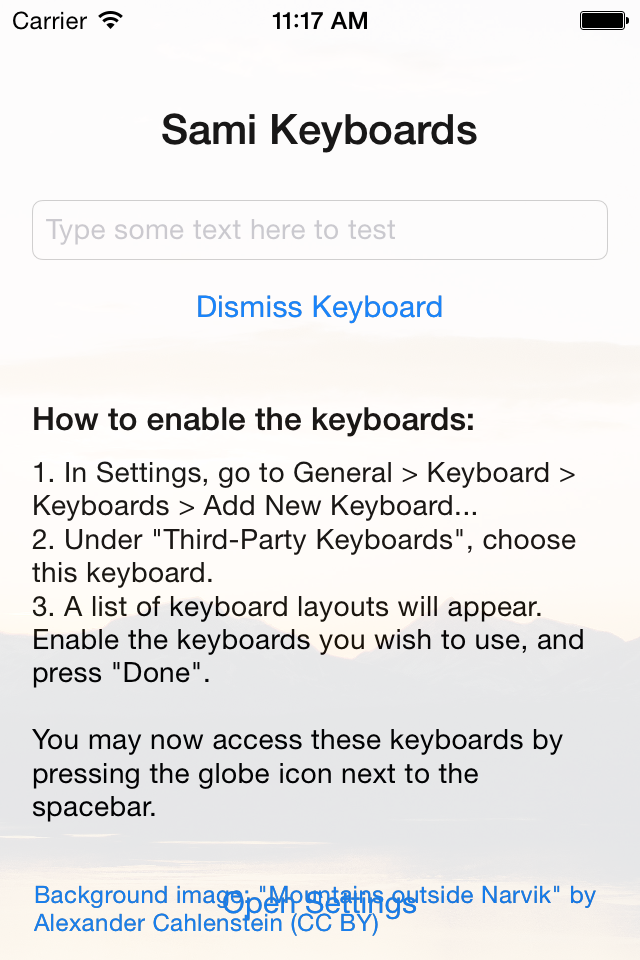 Carrier
11:17 AM
Sami Keyboards
Type some text here to test
Dismiss Keyboard
How to enable the keyboards:
1. In Settings, go to General > Keyboard >
Keyboards > Add New Keyboard...
2. Under "Third-Party Keyboards", choose
this keyboard.
3. A list of keyboard layouts will appear.
Enable the keyboards you wish to use, and
press "Done".
You may now access these keyboards by
pressing the globe icon next to the
spacebar.
Background image: "Mountains outside Narvik" by
Open Settings
Alexander Cahlenstein (CC BY)